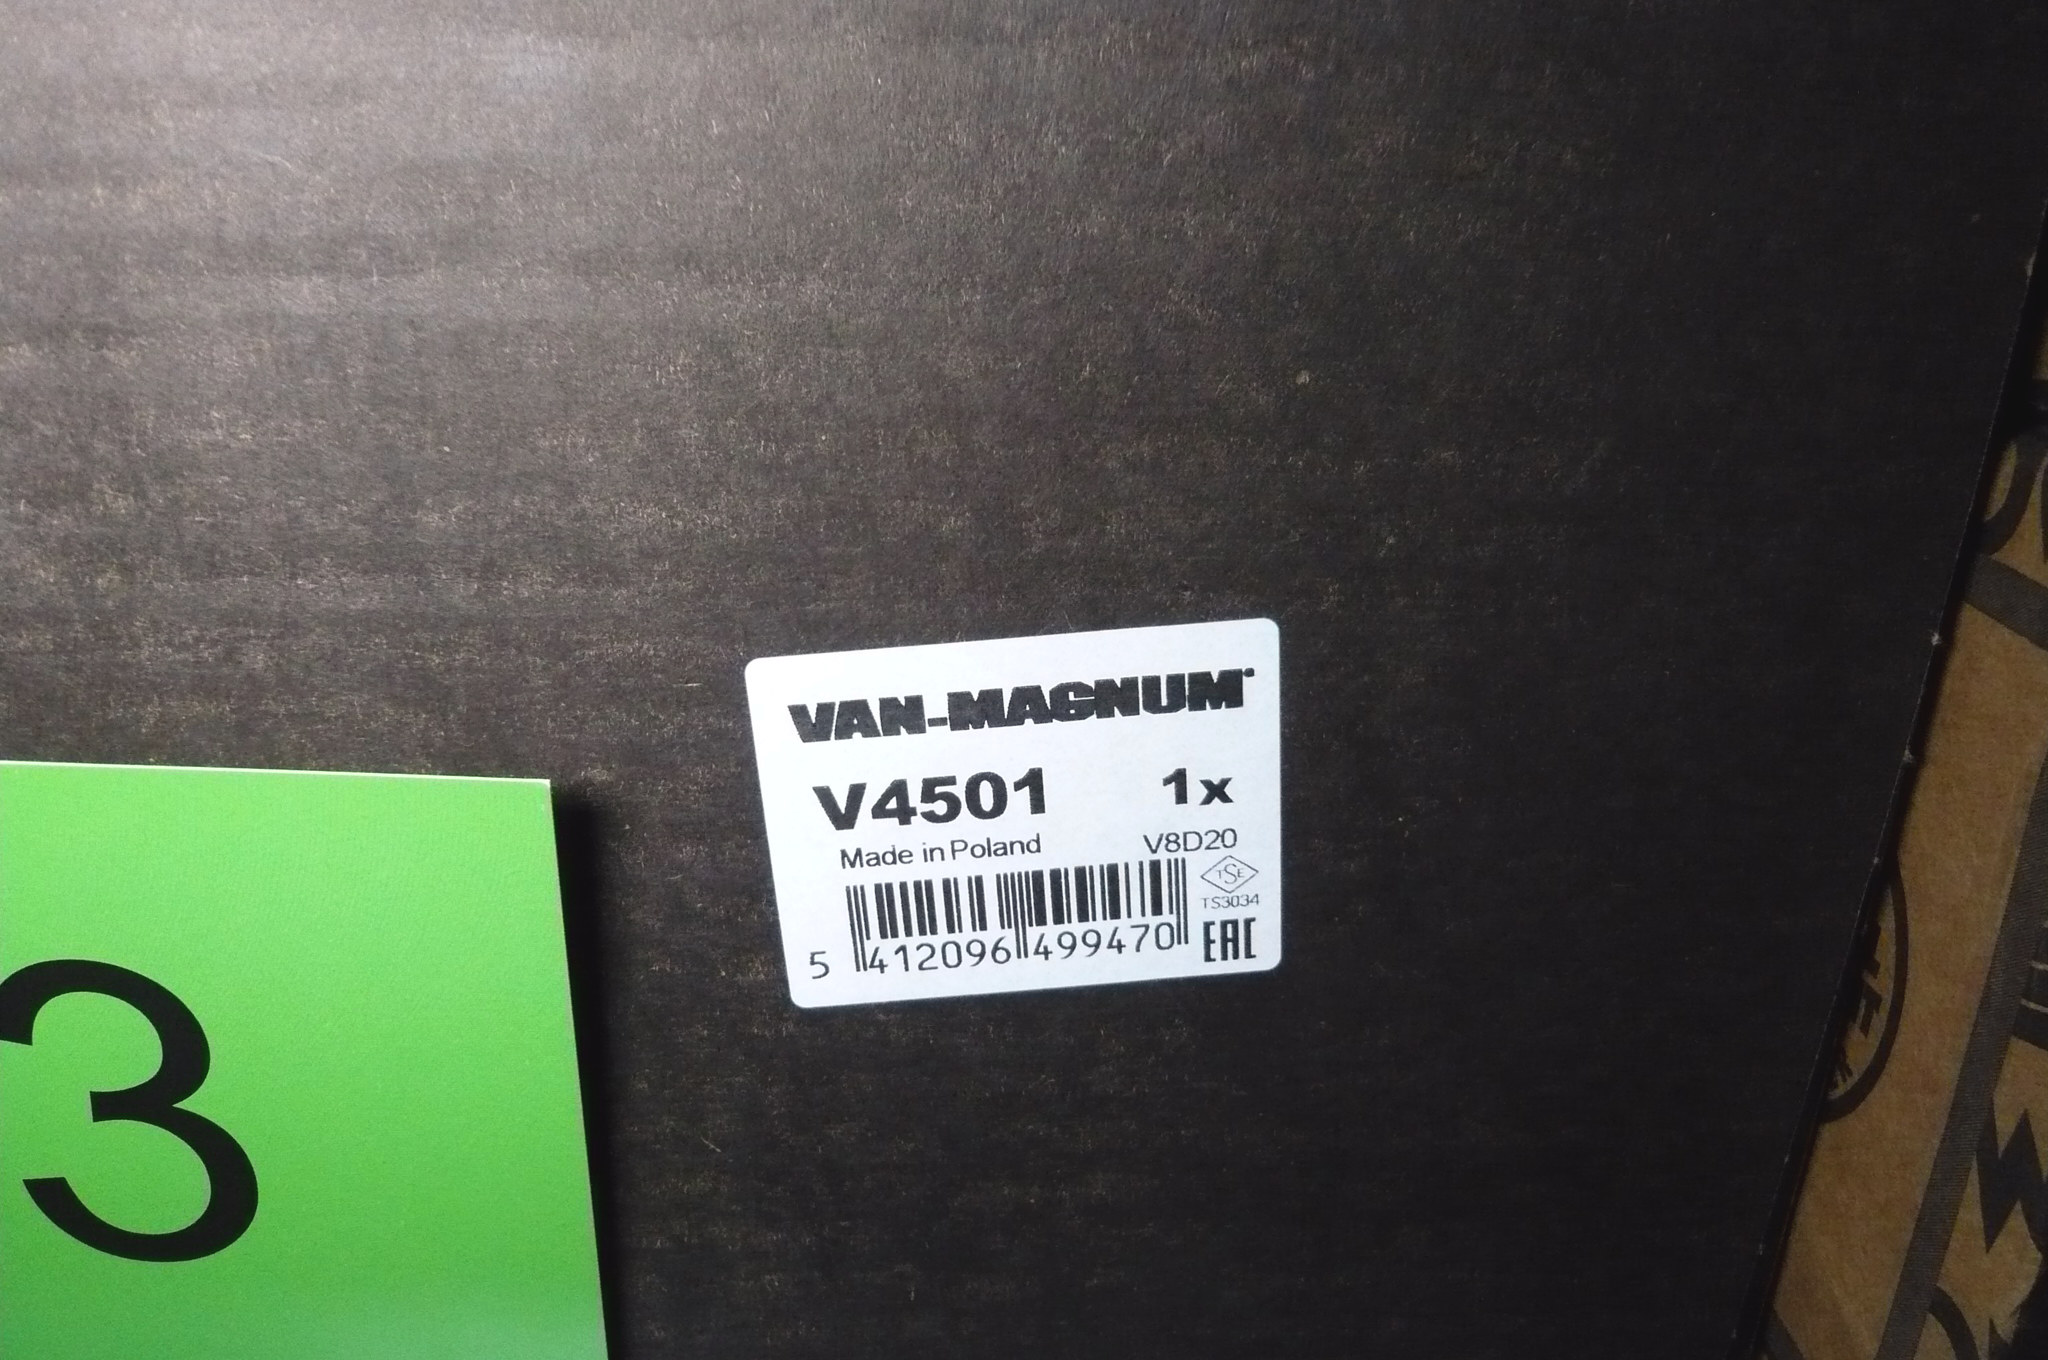 VAN-MAGNUM
V4501 1x
Made in Poland V8D20
TSE
TS3034
5 412096 499470
EAC
3